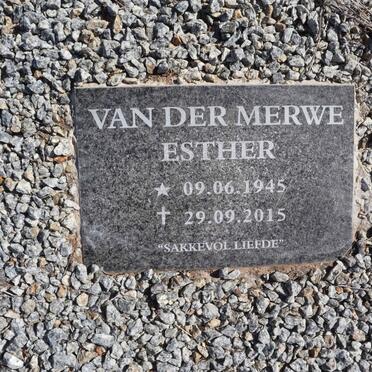 VAN DER MERWE
ESTHER
★ 09.06.1945
✝ 29.09.2015
"SAKKEVOL LIEFDE"